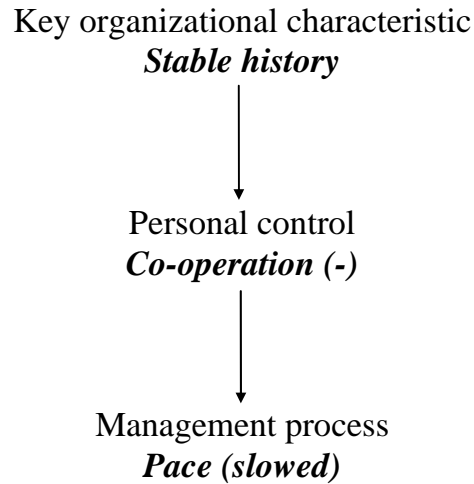 Key organizational characteristic
Stable history
Personal control
Co-operation (-)
Management process
Pace (slowed)